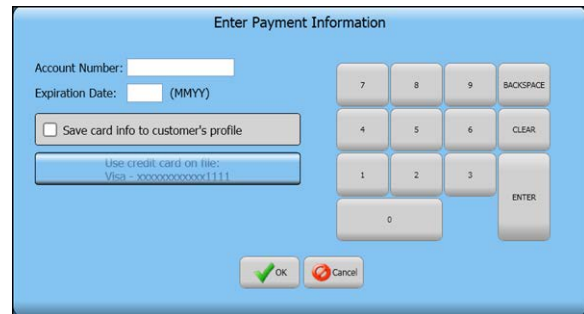 Enter Payment Information
Account Number:
Expiration Date: (MMYY)
Save card info to customer's profile
Use credit card on file:
Visa - xxxxxxxxxxxx1111
7 8 9 BACKSPACE
4 5 6 CLEAR
1 2 3
ENTER
0
OK Cancel